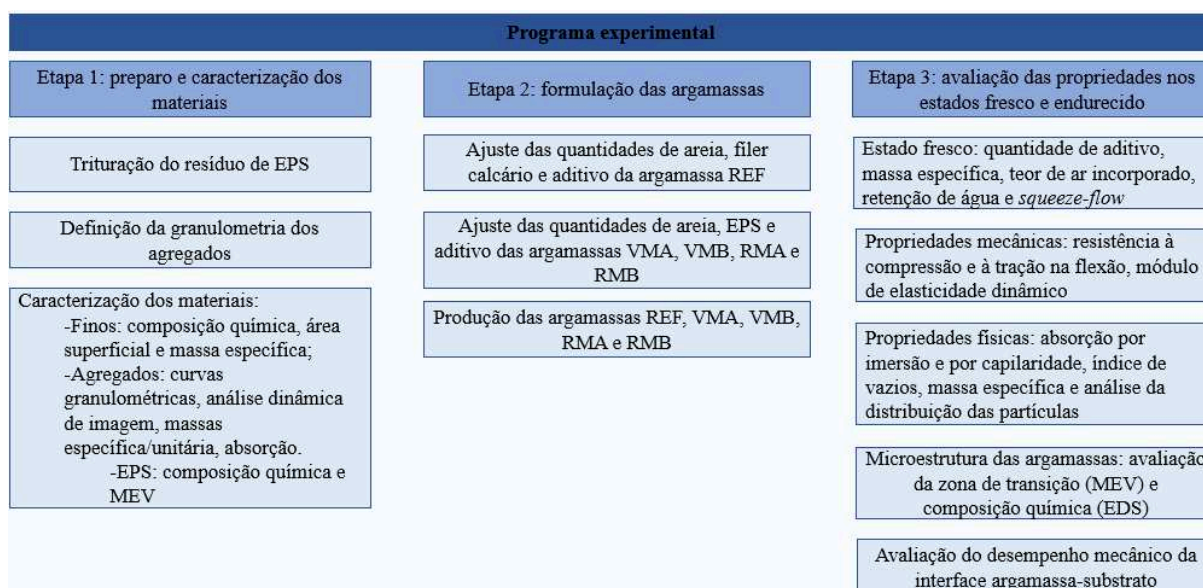 Programa experimental
Etapa 1: preparo e caracterização dos
materiais
Trituração do resíduo de EPS
Definição da granulometria dos
agregados
Caracterização dos materiais:
-Finos: composição química, área
superficial e massa específica;
-Agregados: curvas
granulométricas, análise dinâmica
de imagem, massas
específica/unitária, absorção.
-EPS: composição química e
MEV
Etapa 2: formulação das argamassas
Ajuste das quantidades de areia, fíler
calcário e aditivo da argamassa REF
Ajuste das quantidades de areia, EPS e
aditivo das argamassas VMA, VMB, RMA e
RMB
Produção das argamassas REF, VMA, VMB,
RMA e RMB
Etapa 3: avaliação das propriedades nos
estados fresco e endurecido
Estado fresco: quantidade de aditivo,
massa específica, teor de ar incorporado,
retenção de água e squeeze-flow
Propriedades mecânicas: resistência à
compressão e à tração na flexão, módulo
de elasticidade dinâmico
Propriedades físicas: absorção por
imersão e por capilaridade, índice de
vazios, massa específica e análise da
distribuição das partículas
Microestrutura das argamassas: avaliação
da zona de transição (MEV) e
composição química (EDS)
Avaliação do desempenho mecânico da
interface argamassa-substrato